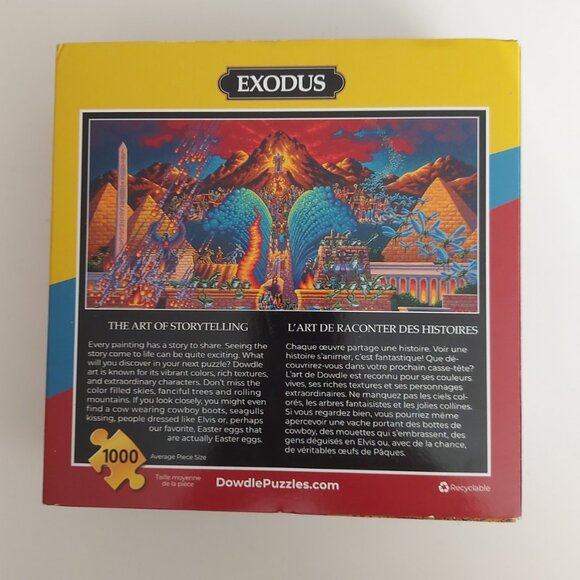 EXODUS
THE ART OF STORYTELLING
Every painting has a story to share. Seeing the
story come to life can be quite exciting. What
will you discover in your next puzzle? Dowdle
art is known for its vibrant colors, rich textures,
and extraordinary characters. Don't miss the
color filled skies, fanciful trees and rolling
mountains. If you look closely, you might even
find a cow wearing cowboy boots, seagulls
kissing, people dressed like Elvis or, perhaps
our favorite, Easter eggs that
are actually Easter eggs.
L'ART DE RACONTER DES HISTOIRES
Chaque œuvre partage une histoire. Voir une
histoire s'animer, c'est fantastique! Que dé-
couvrirez-vous dans votre prochain casse-tête?
L'art de Dowdle est reconnu pour ses couleurs
vives, ses riches textures et ses personnages
extraordinaires. Ne manquez pas les ciels col-
orés, les arbres fantaisistes et les jolies collines.
Si vous regardez bien, vous pourriez même
apercevoir une vache portant des bottes de
cowboy, des mouettes qui s'embrassent, des
gens déguisés en Elvis ou, avec de la chance,
de véritables œufs de Pâques.
1000
Average Piece Size
Taille moyenne
de la pièce
DowdlePuzzles.com
Recyclable